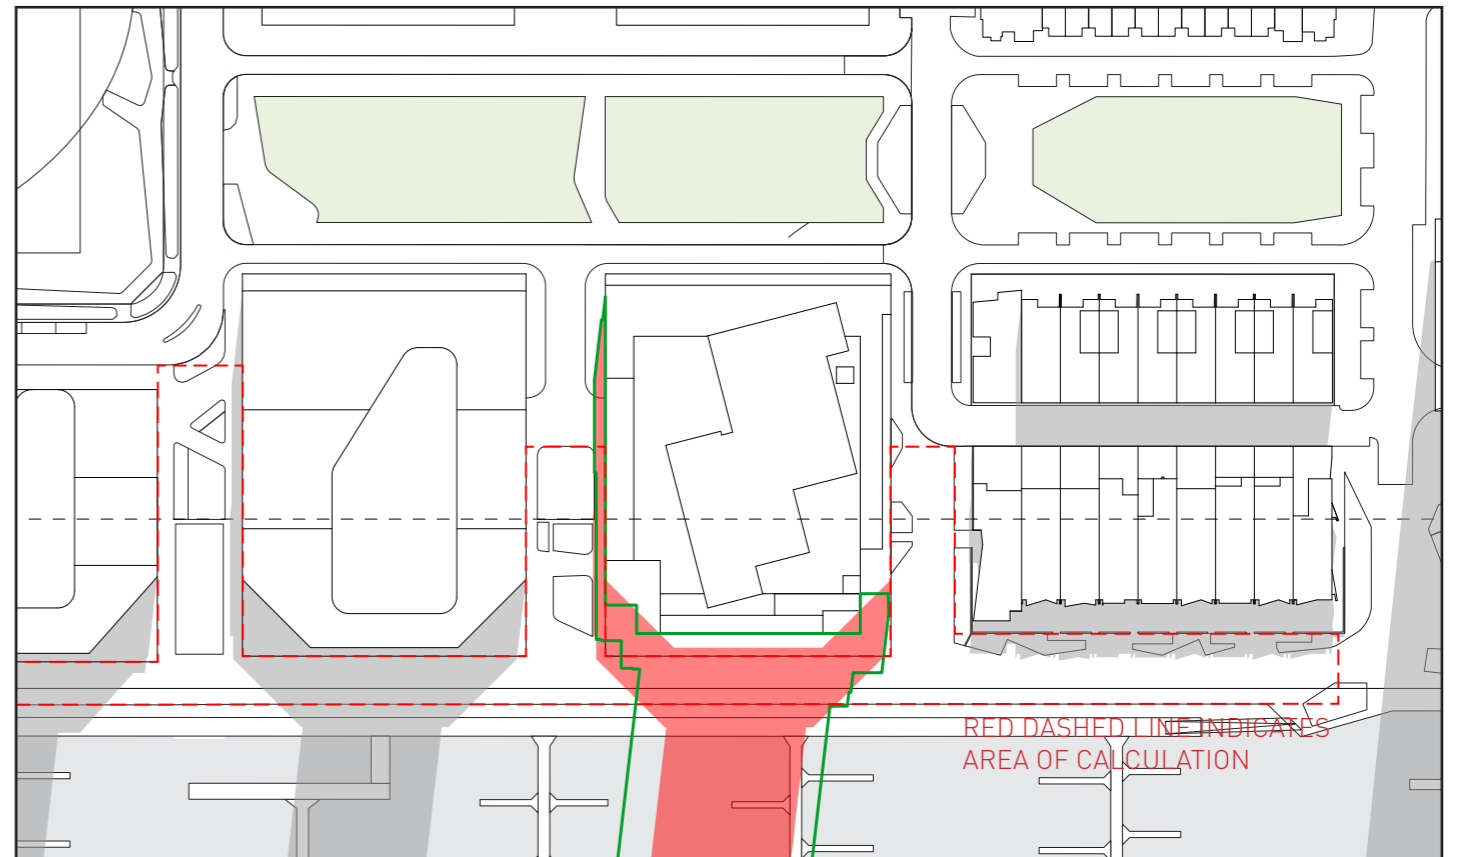 RED DASHED LINE INDICATES
AREA OF CALCULATION